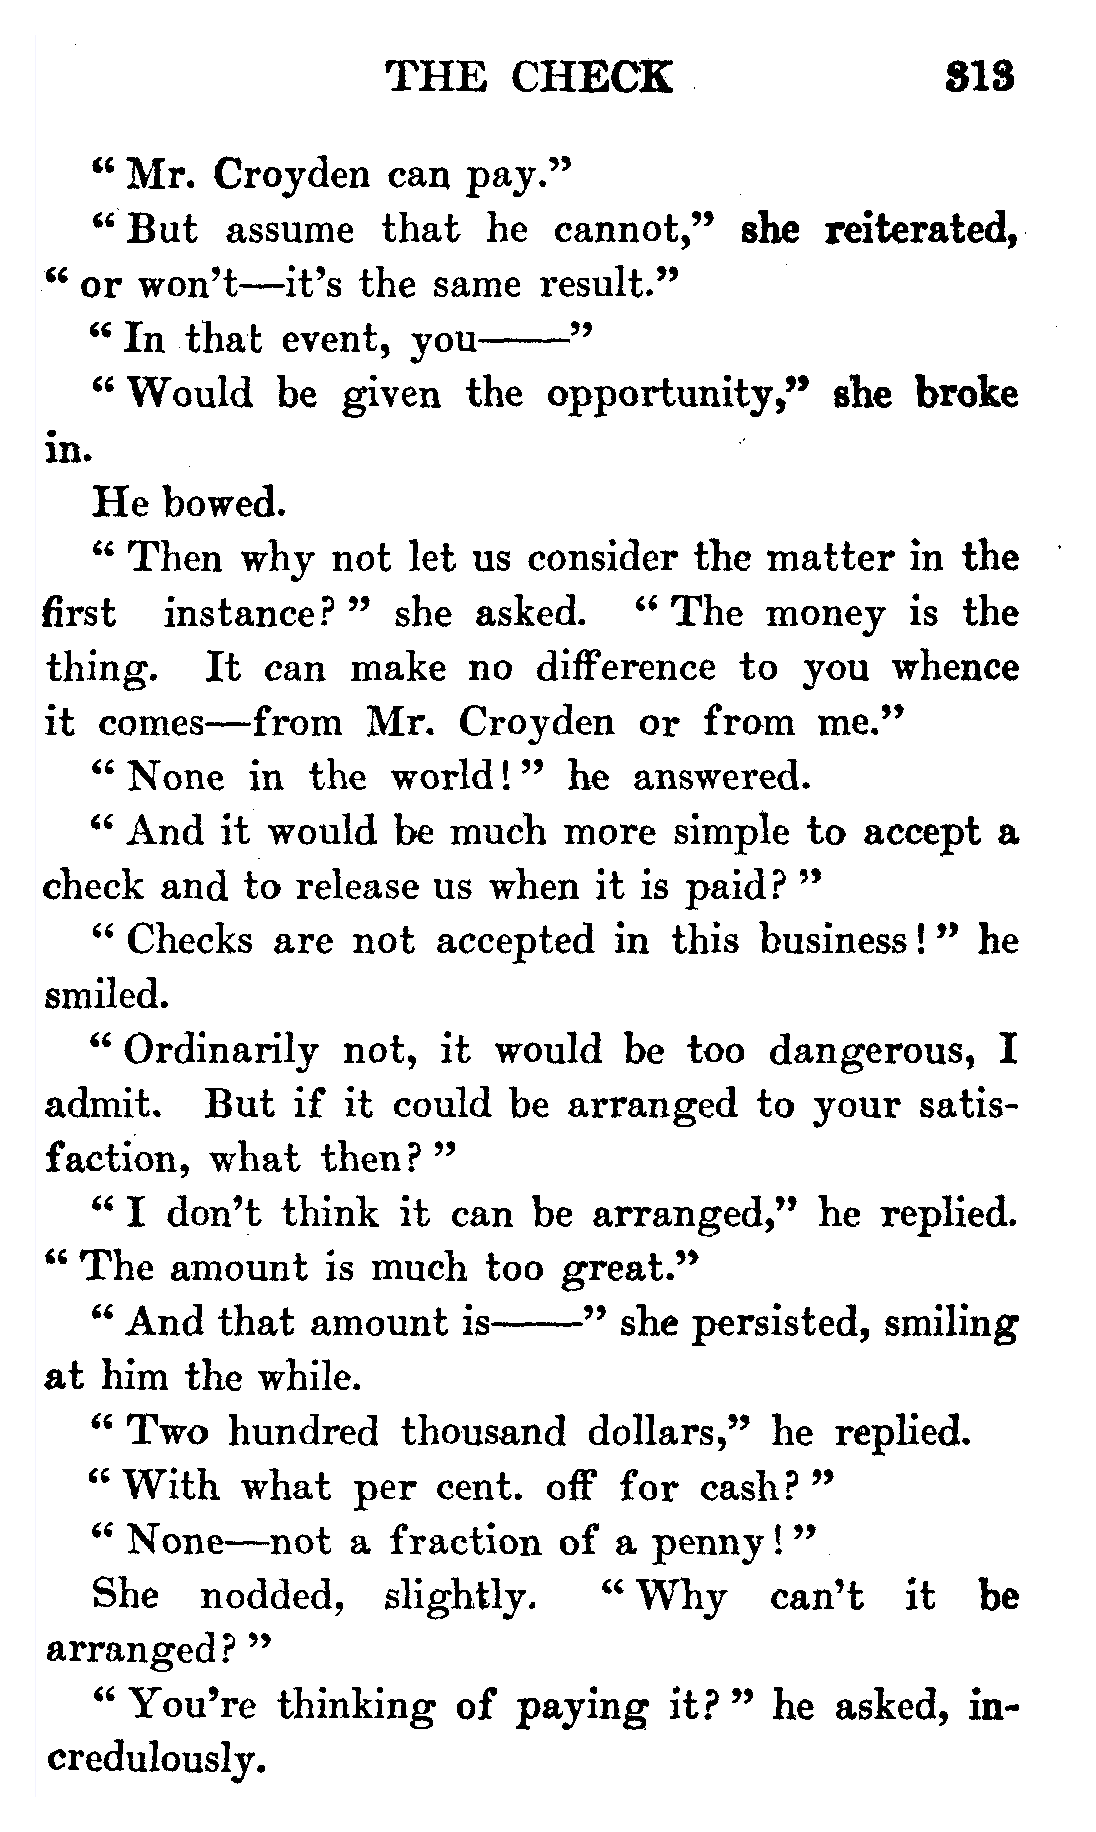 THE CHECK 313
“ Mr. Croyden can pay.”
“ But assume that he cannot,” she reiterated,
“ or won’t—it’s the same result.”
“ In that event, you——”
“ Would be given the opportunity,” she broke
in.
He bowed.
“ Then why not let us consider the matter in the
first instance? ” she asked. “ The money is the
thing. It can make no difference to you whence
it comes—from Mr. Croyden or from me.”
“ None in the world! ” he answered.
“ And it would be much more simple to accept a
check and to release us when it is paid? ”
“ Checks are not accepted in this business! ” he
smiled.
“ Ordinarily not, it would be too dangerous, I
admit. But if it could be arranged to your satis-
faction, what then? ”
“ I don’t think it can be arranged,” he replied.
“ The amount is much too great.”
“ And that amount is——” she persisted, smiling
at him the while.
“ Two hundred thousand dollars,” he replied.
“ With what per cent. off for cash? ”
“ None—not a fraction of a penny! ”
She nodded, slightly. “ Why can’t it be
arranged? ”
“ You’re thinking of paying it? ” he asked, in-
credulously.